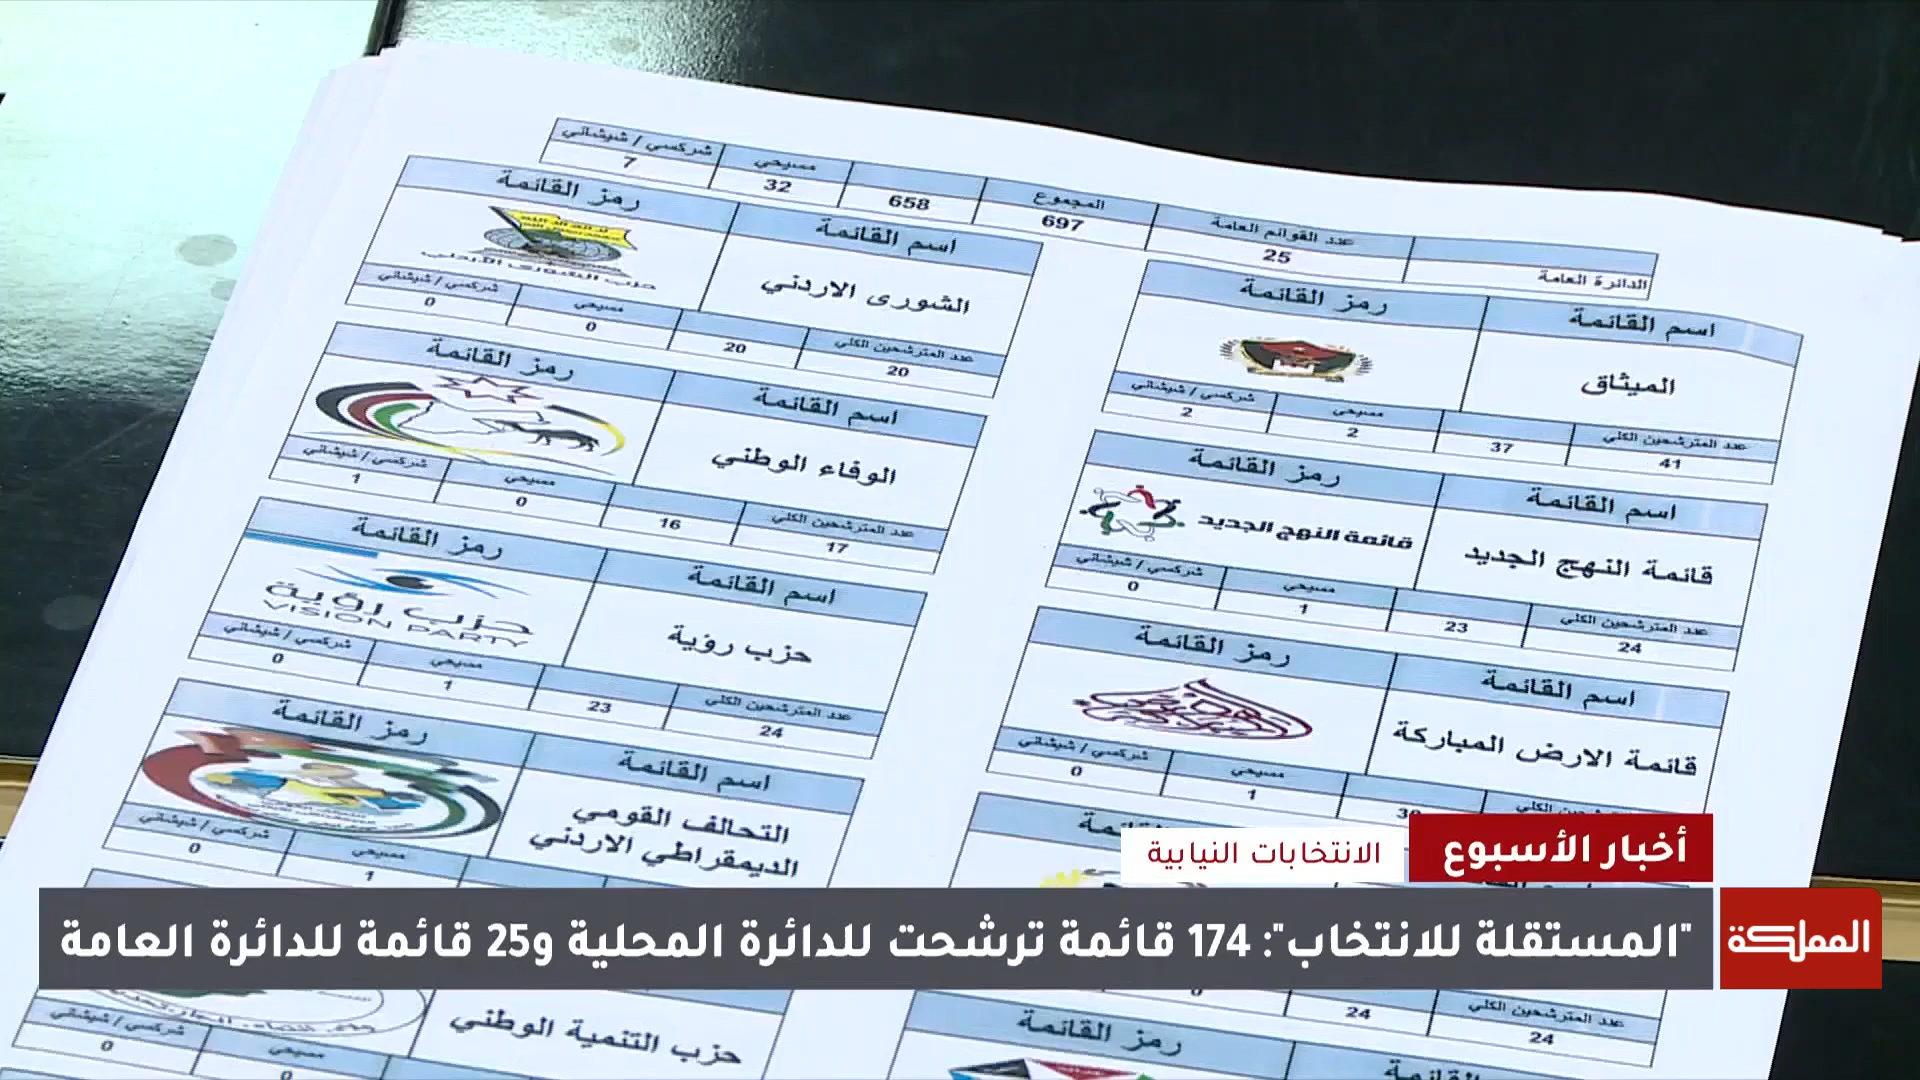 الدائرة العامة
عدد القوائم العامة
25
المجموع
697
658
مسيحي
32
شركسي / شيشاني
7
اسم القائمة
رمز القائمة
الميثاق
عدد المترشحين الكلي
مسيحي
شركسي / شيشاني
41
37
2
2
اسم القائمة
رمز القائمة
قائمة النهج الجديد
قائمة النهج الجديد
عدد المترشحين الكلي
مسيحي
شركسي / شيشاني
24
23
1
0
اسم القائمة
رمز القائمة
قائمة الارض المباركة
مسيحي
شركسي / شيشاني
1
0
24
عدد المترشحين الكلي
24
رمز القائمة
اسم القائمة
رمز القائمة
الشورى الاردني
حزب الشورى الأردني
عدد المترشحين الكلي
مسيحي
شركسي / شيشاني
20
20
0
0
اسم القائمة
رمز القائمة
الوفاء الوطني
عدد المترشحين الكلي
مسيحي
شركسي / شيشاني
17
16
0
1
اسم القائمة
رمز القائمة
حزب رؤية
حزب رؤية
VISION PARTY
عدد المترشحين الكلي
مسيحي
شركسي / شيشاني
24
23
1
0
اسم القائمة
رمز القائمة
التحالف القومي
الديمقراطي الاردني
مسيحي
شركسي / شيشاني
1
0
حزب التنمية الوطني
مسيحي
شركسي / شيشاني
0
0
أخبار الأسبوع
الانتخابات النيابية
"المستقلة للانتخاب": 174 قائمة ترشحت للدائرة المحلية و25 قائمة للدائرة العامة
المملكة